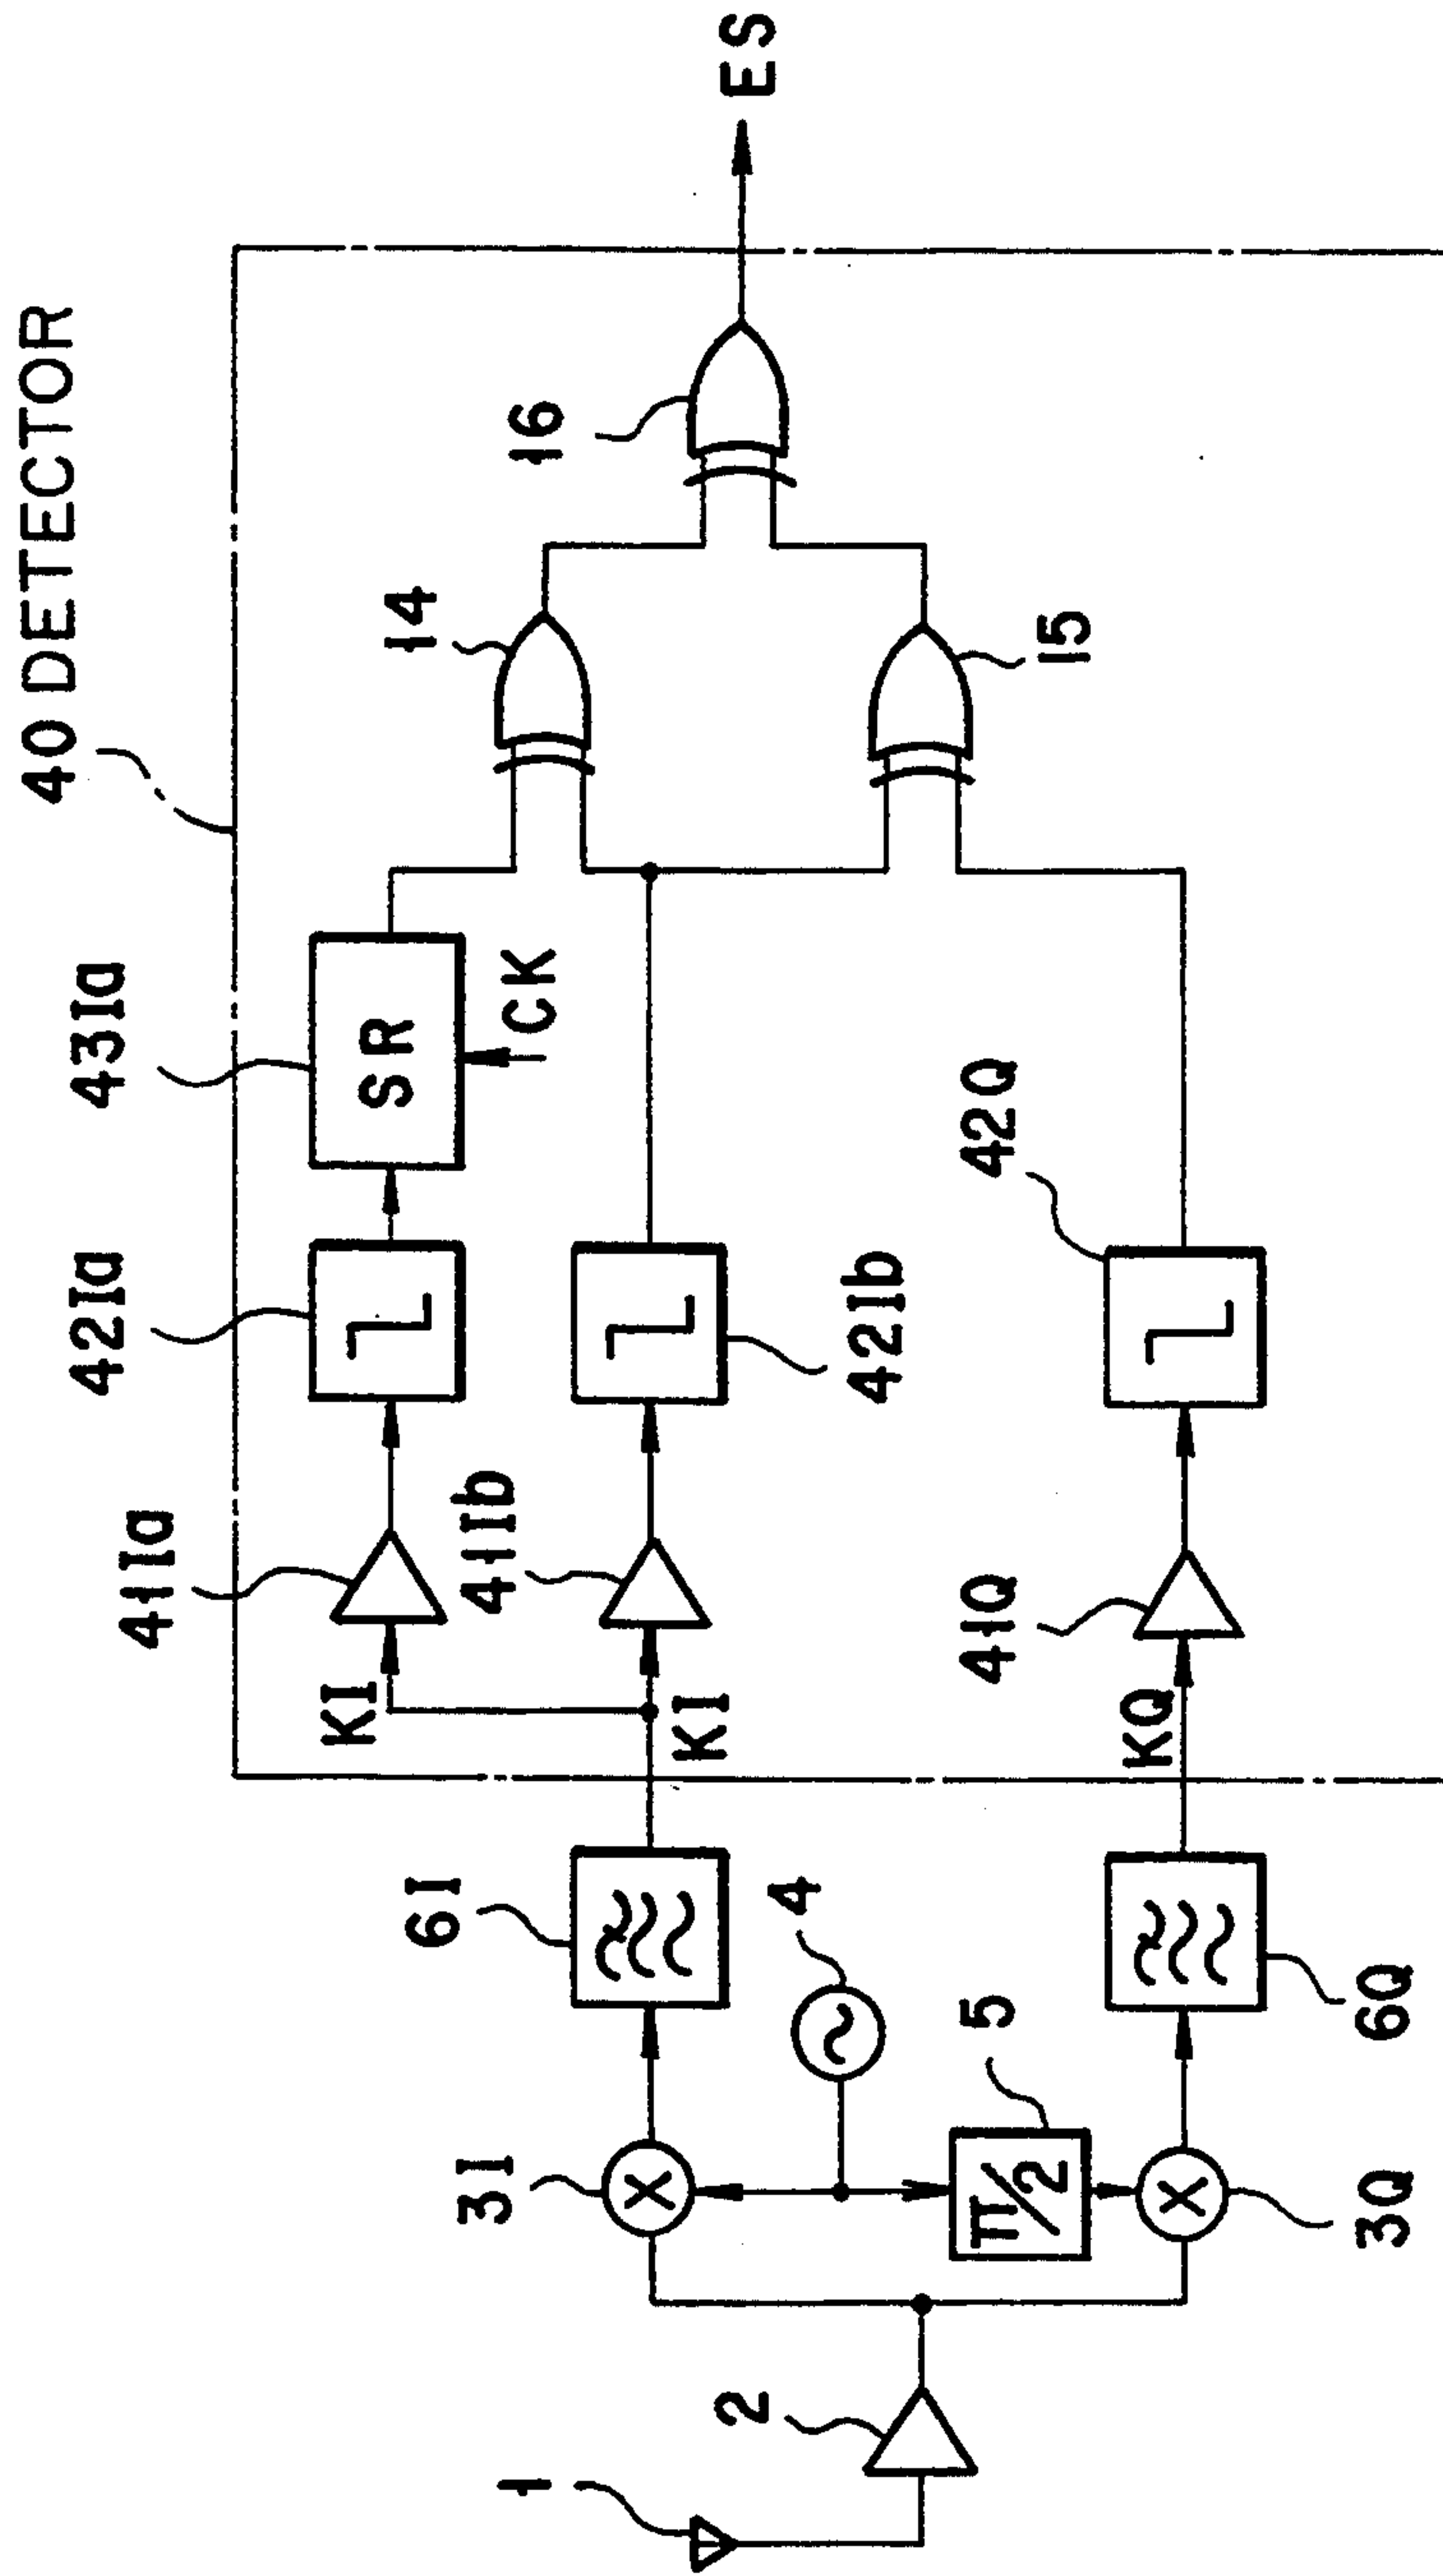 40 DETECTOR
1
2
3I
3Q
4
5
π/2
6I
6Q
KI
KI
KQ
41Ia
41Ib
41Q
42Ia
42Ib
42Q
43Ia
SR
CK
14
15
16
ES